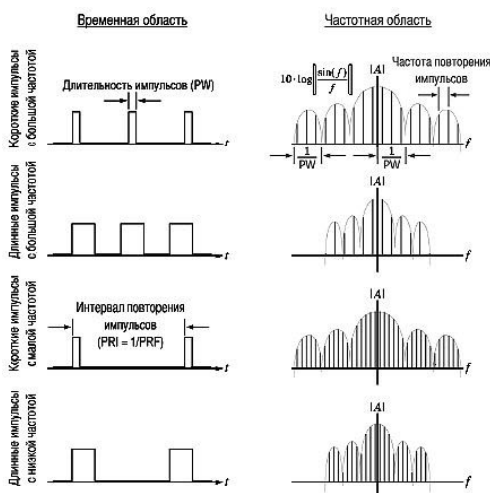 Временная область
Частотная область
Короткие импульсы
с большой частотой
Длительность импульсов (PW)
t
10·log
sin(f)
f
|A|
Частота повторения
импульсов
1
PW
1
PW
f
Длинные импульсы
с большой частотой
t
|A|
f
Короткие импульсы
с малой частотой
Интервал повторения
импульсов
(PRI = 1/PRF)
t
|A|
f
Длинные импульсы
с низкой частотой
t
|A|
f